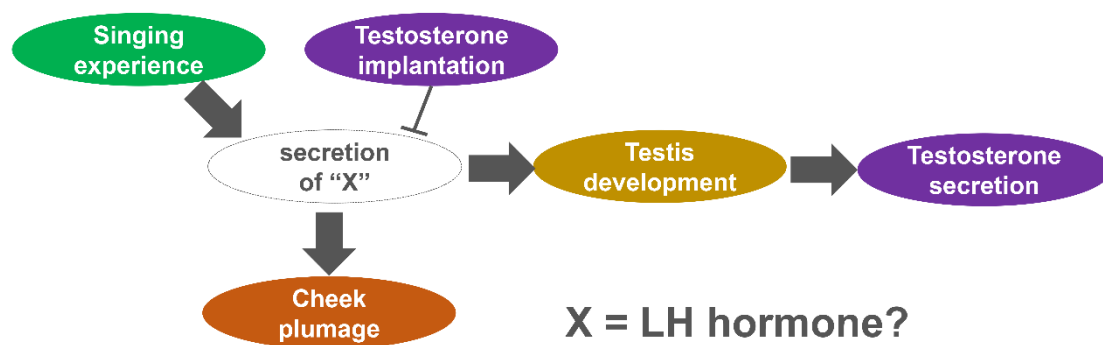 Singing
experience
Testosterone
implantation
secretion
of “X”
Testis
development
Testosterone
secretion
Cheek
plumage
X = LH hormone?